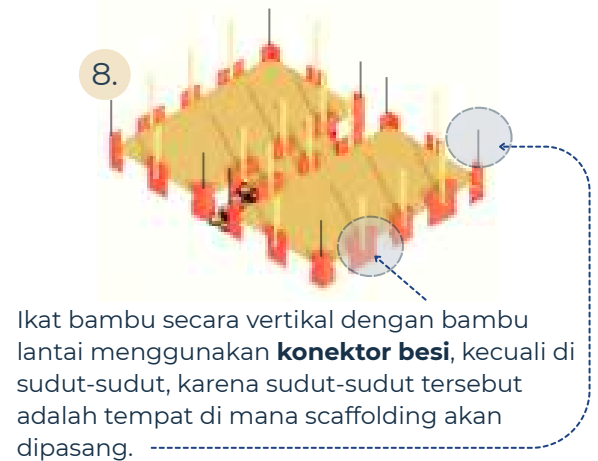 8.
Ikat bambu secara vertikal dengan bambu
lantai menggunakan konektor besi, kecuali di
sudut-sudut, karena sudut-sudut tersebut
adalah tempat di mana scaffolding akan
dipasang.